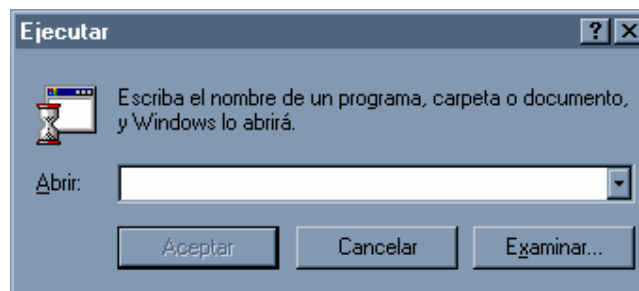 Ejecutar
Escriba el nombre de un programa, carpeta o documento,
y Windows lo abrirá.
Abrir:
Aceptar Cancelar Examinar...